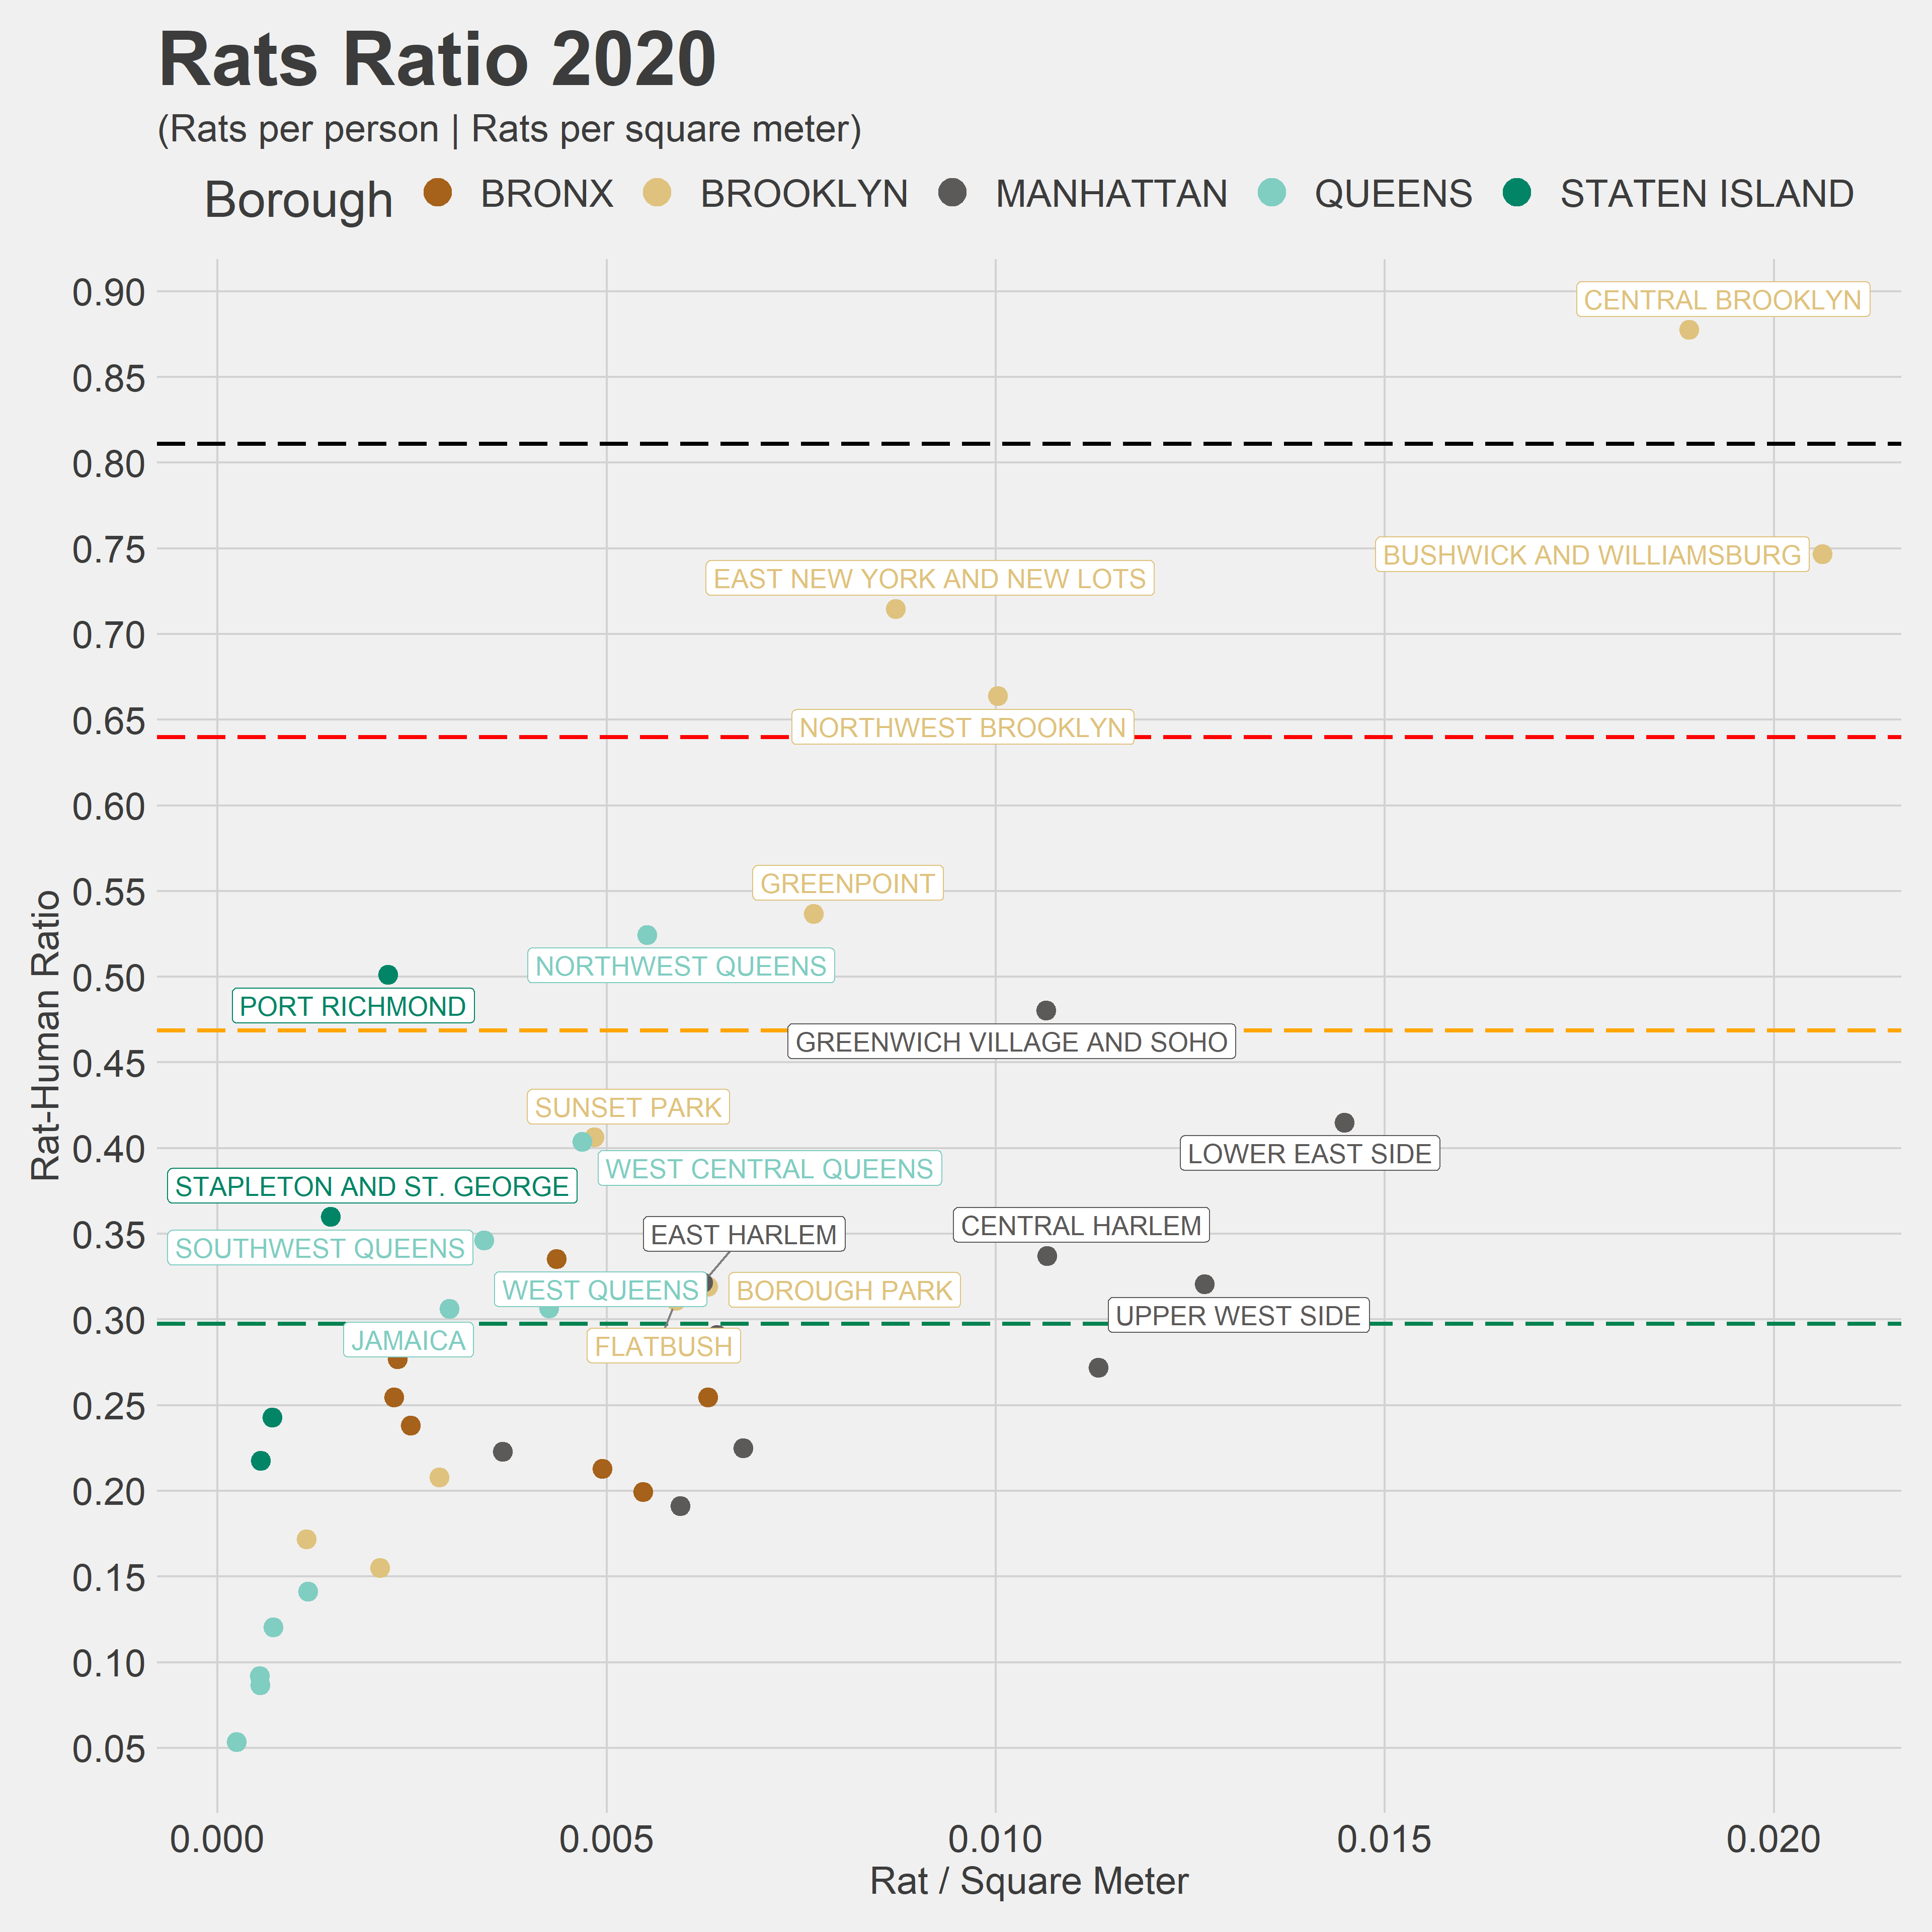 Rats Ratio 2020
(Rats per person | Rats per square meter)
Borough BRONX BROOKLYN MANHATTAN QUEENS STATEN ISLAND
0.90
CENTRAL BROOKLYN
0.85
0.80
0.75
BUSHWICK AND WILLIAMSBURG
EAST NEW YORK AND NEW LOTS
0.70
0.65
NORTHWEST BROOKLYN
0.60
0.55
GREENPOINT
NORTHWEST QUEENS
0.50
PORT RICHMOND
GREENWICH VILLAGE AND SOHO
0.45
SUNSET PARK
0.40
LOWER EAST SIDE
WEST CENTRAL QUEENS
STAPLETON AND ST. GEORGE
CENTRAL HARLEM
0.35
EAST HARLEM
SOUTHWEST QUEENS
WEST QUEENS
BOROUGH PARK
0.30
UPPER WEST SIDE
JAMAICA
FLATBUSH
0.25
0.20
0.15
0.10
0.05
Rat-Human Ratio
0.000 0.005 0.010 0.015 0.020
Rat / Square Meter